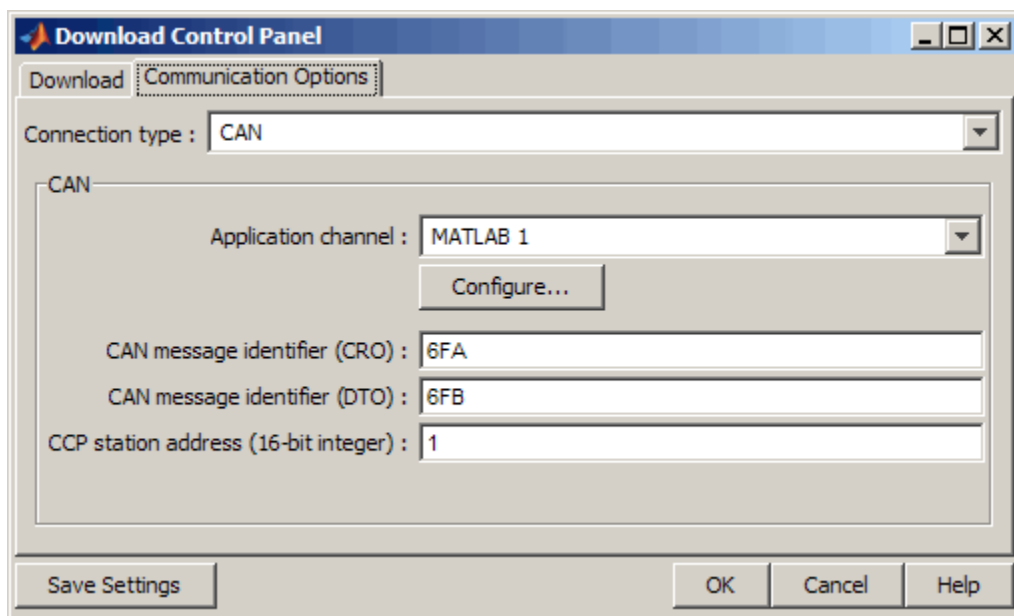 Download Control Panel
Download Communication Options
Connection type : CAN
CAN
Application channel : MATLAB 1
Configure...
CAN message identifier (CRO) : 6FA
CAN message identifier (DTO) : 6FB
CCP station address (16-bit integer) : 1
Save Settings OK Cancel Help